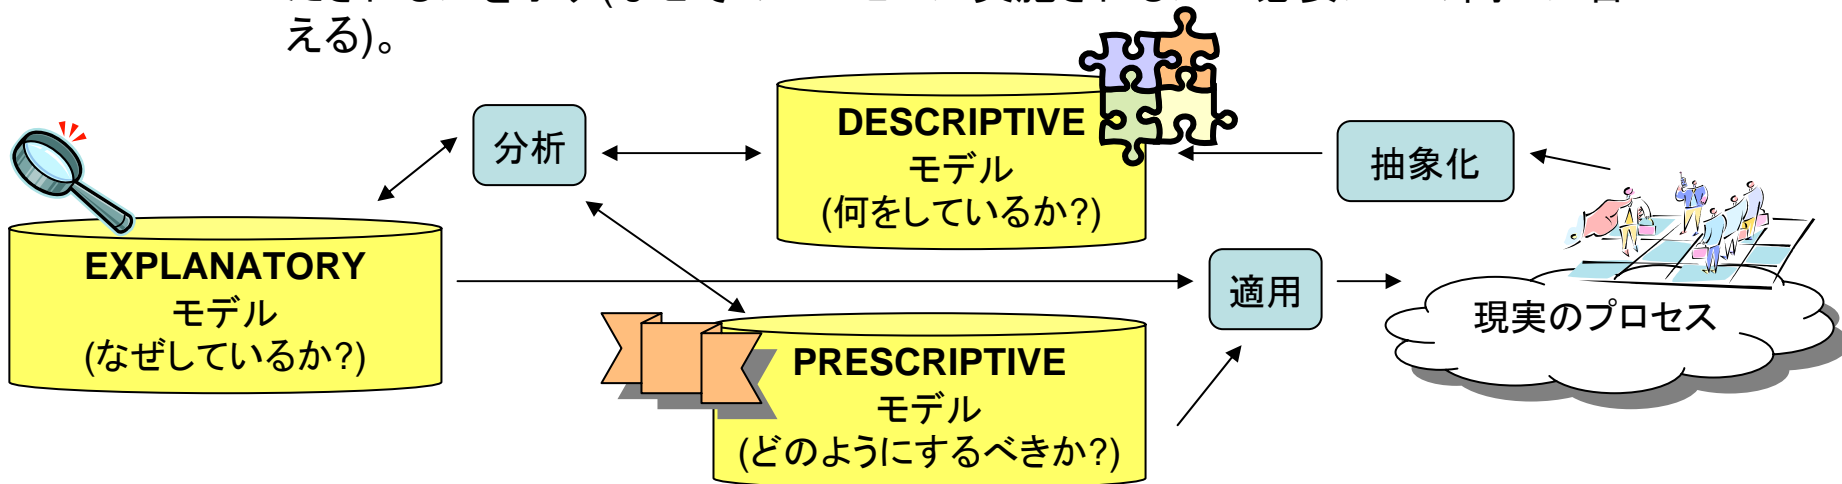 える)。
DESCRIPTIVE
モデル
(何をしているか?)
分析
抽象化
EXPLANATORY
モデル
(なぜしているか?)
適用
現実のプロセス
PRESCRIPTIVE
モデル
(どのようにするべきか?)